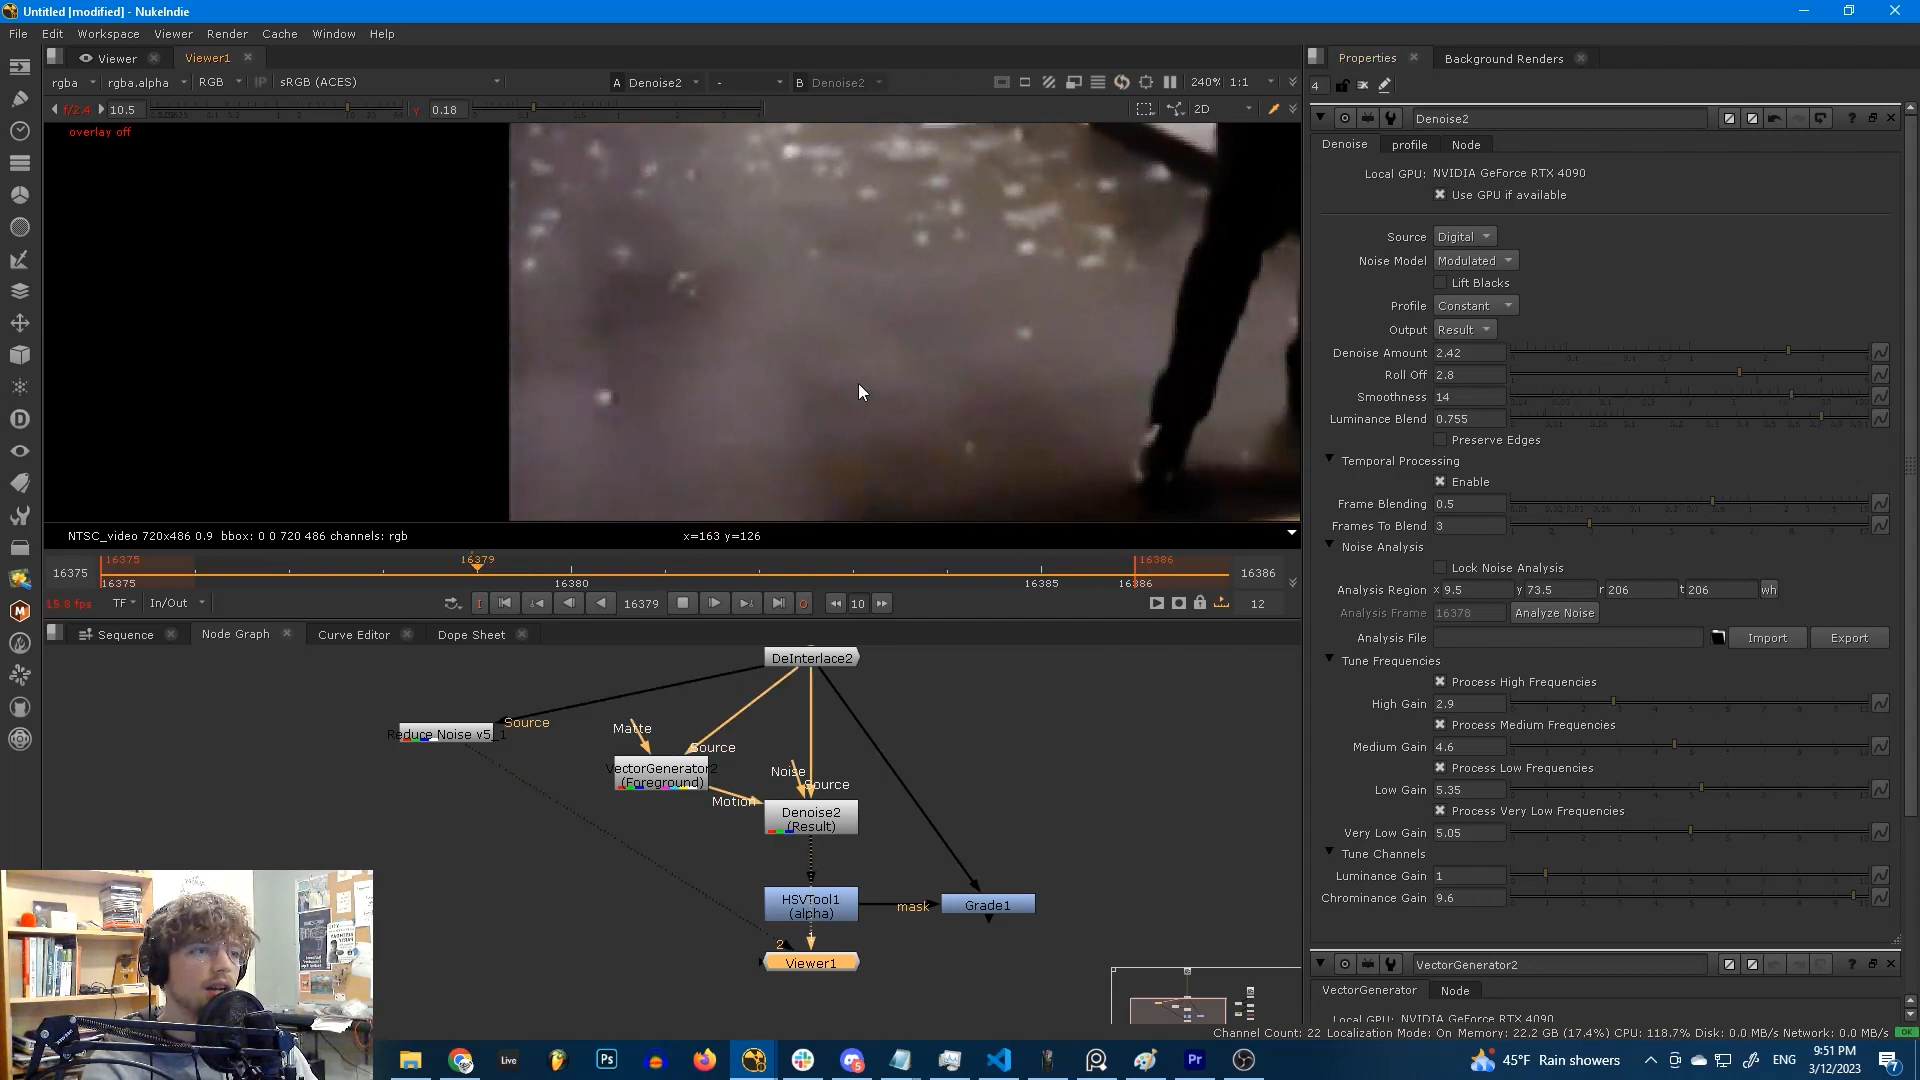 Untitled [modified] - NukeIndie
File Edit Workspace Viewer Render Cache Window Help
Viewer Viewer1
rgba rgba.alpha RGB IP sRGB (ACES) A Denoise2 - B Denoise2 240% 1:1
f/2.4 10.5 Y 0.18 2D
overlay off
NTSC_video 720x486 0.9 bbox: 0 0 720 486 channels: rgb x=163 y=126
16375 16375 16379 16386
16375 16380 16385 16386 16386
15.8 fps TF In/Out I 16379 O 10 12
Sequence Node Graph Curve Editor Dope Sheet
DeInterlace2
Reduce Noise v5_1
Source
Matte
Source
VectorGenerator2
(Foreground)
Noise
Source
Motion
Denoise2
(Result)
HSVTool1
(alpha)
mask
Grade1
2
Viewer1
Properties Background Renders
4
Denoise2
Denoise profile Node
Local GPU: NVIDIA GeForce RTX 4090
Use GPU if available
Source Digital
Noise Model Modulated
Lift Blacks
Profile Constant
Output Result
Denoise Amount 2.42
Roll Off 2.8
Smoothness 14
Luminance Blend 0.755
Preserve Edges
Temporal Processing
Enable
Frame Blending 0.5
Frames To Blend 3
Noise Analysis
Lock Noise Analysis
Analysis Region x 9.5 y 73.5 r 206 t 206 wh
Analysis Frame 16378 Analyze Noise
Analysis File Import Export
Tune Frequencies
Process High Frequencies
High Gain 2.9
Process Medium Frequencies
Medium Gain 4.6
Process Low Frequencies
Low Gain 5.35
Process Very Low Frequencies
Very Low Gain 5.05
Tune Channels
Luminance Gain 1
Chrominance Gain 9.6
VectorGenerator2
VectorGenerator Node
Local GPU: NVIDIA GeForce RTX 4090
Channel Count: 22 Localization Mode: On Memory: 22.2 GB (17.4%) CPU: 118.7% Disk: 0.0 MB/s Network: 0.0 MB/s OK
Live Ps Pr 45°F Rain showers ENG 9:51 PM
3/12/2023